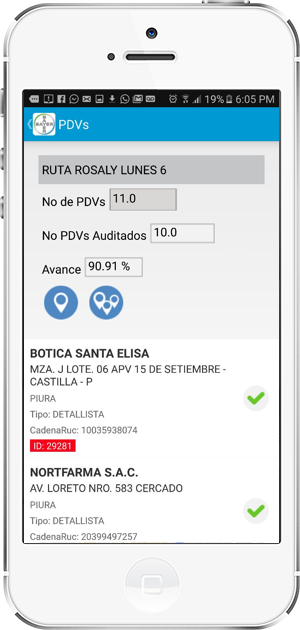 19% 6:05 PM
BAYER PDVs
RUTA ROSALY LUNES 6
No de PDVs 11.0
No PDVs Auditados 10.0
Avance 90.91 %
BOTICA SANTA ELISA
MZA. J LOTE. 06 APV 15 DE SETIEMBRE -
CASTILLA - P
PIURA
Tipo: DETALLISTA
CadenaRuc: 10035938074
ID: 29281
NORTFARMA S.A.C.
AV. LORETO NRO. 583 CERCADO
PIURA
Tipo: DETALLISTA
CadenaRuc: 20399497257